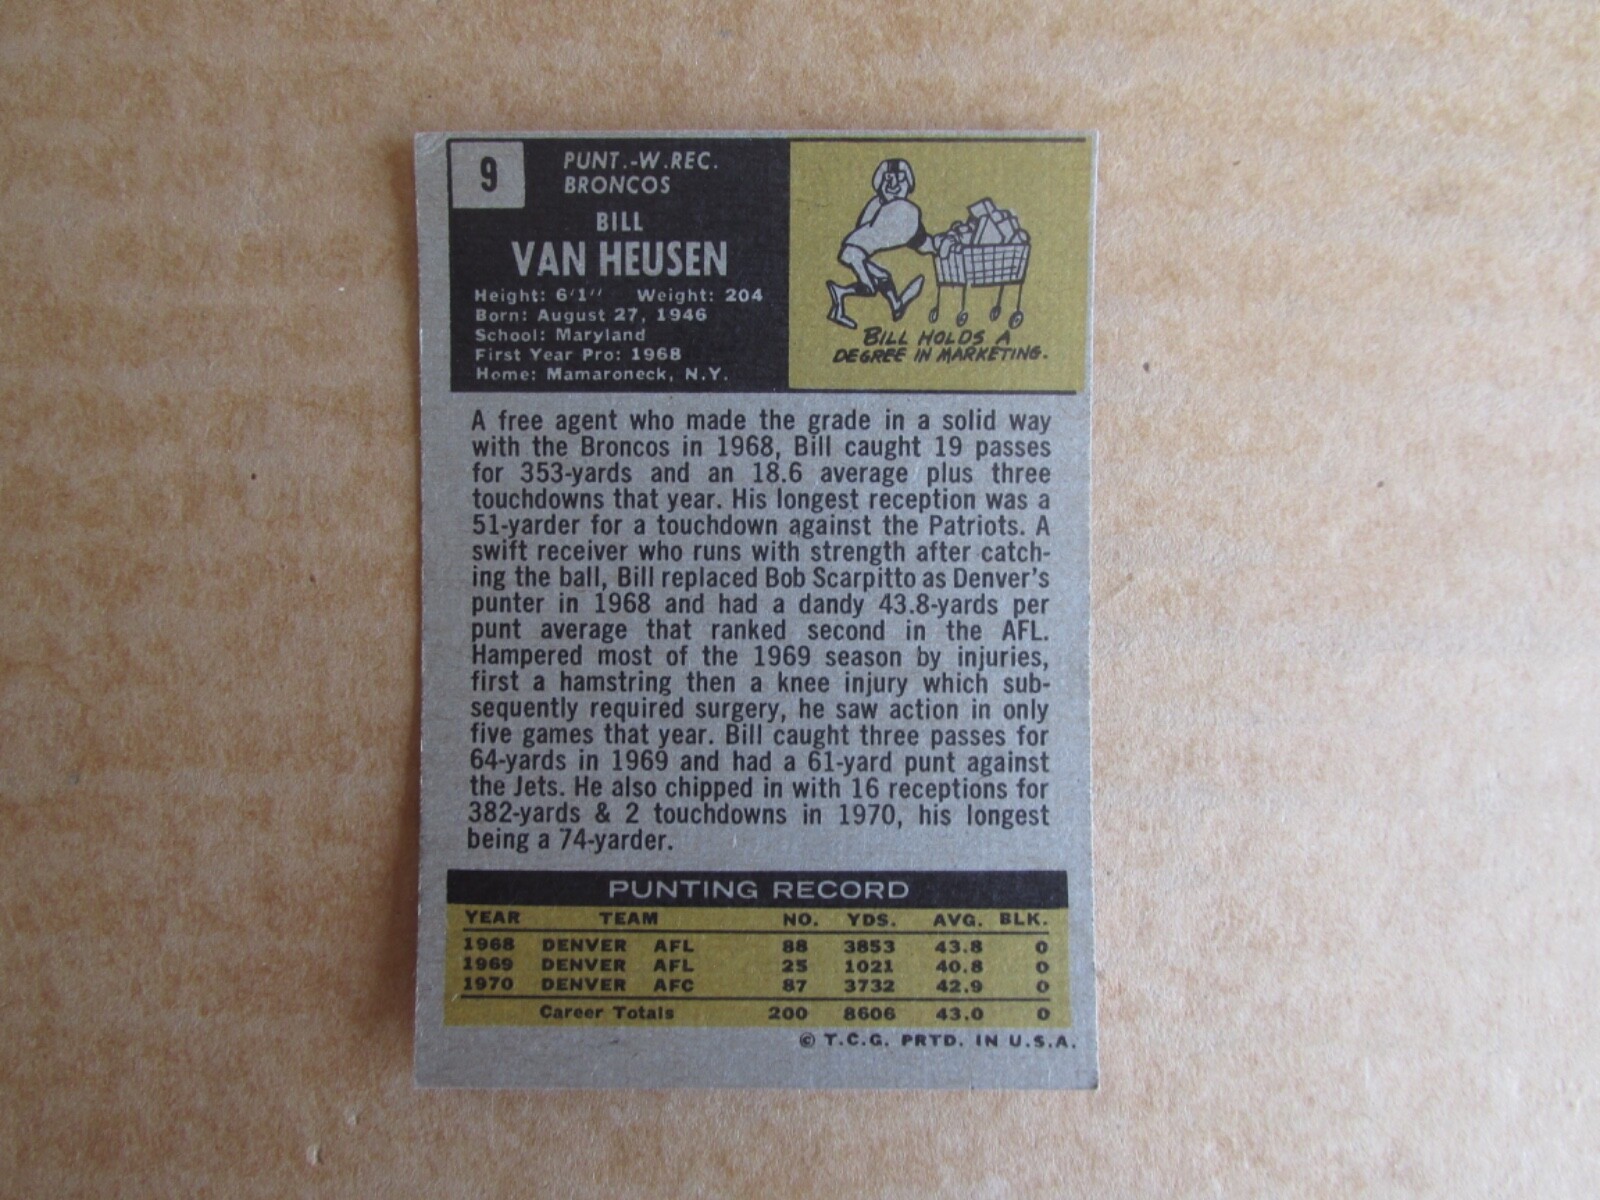 9
PUNT.-W.REC.
BRONCOS
BILL
VAN HEUSEN
Height: 6'1" Weight: 204
Born: August 27, 1946
School: Maryland
First Year Pro: 1968
Home: Mamaroneck, N.Y.
BILL HOLDS A
DEGREE IN MARKETING.
A free agent who made the grade in a solid way
with the Broncos in 1968, Bill caught 19 passes
for 353-yards and an 18.6 average plus three
touchdowns that year. His longest reception was a
51-yarder for a touchdown against the Patriots. A
swift receiver who runs with strength after catch-
ing the ball, Bill replaced Bob Scarpitto as Denver's
punter in 1968 and had a dandy 43.8-yards per
punt average that ranked second in the AFL.
Hampered most of the 1969 season by injuries,
first a hamstring then a knee injury which sub-
sequently required surgery, he saw action in only
five games that year. Bill caught three passes for
64-yards in 1969 and had a 61-yard punt against
the Jets. He also chipped in with 16 receptions for
382-yards & 2 touchdowns in 1970, his longest
being a 74-yarder.
PUNTING RECORD
YEAR TEAM NO. YDS. AVG. BLK.
1968 DENVER AFL 88 3853 43.8 0
1969 DENVER AFL 25 1021 40.8 0
1970 DENVER AFC 87 3732 42.9 0
Career Totals 200 8606 43.0 0
© T.C.G. PRTD. IN U.S.A.